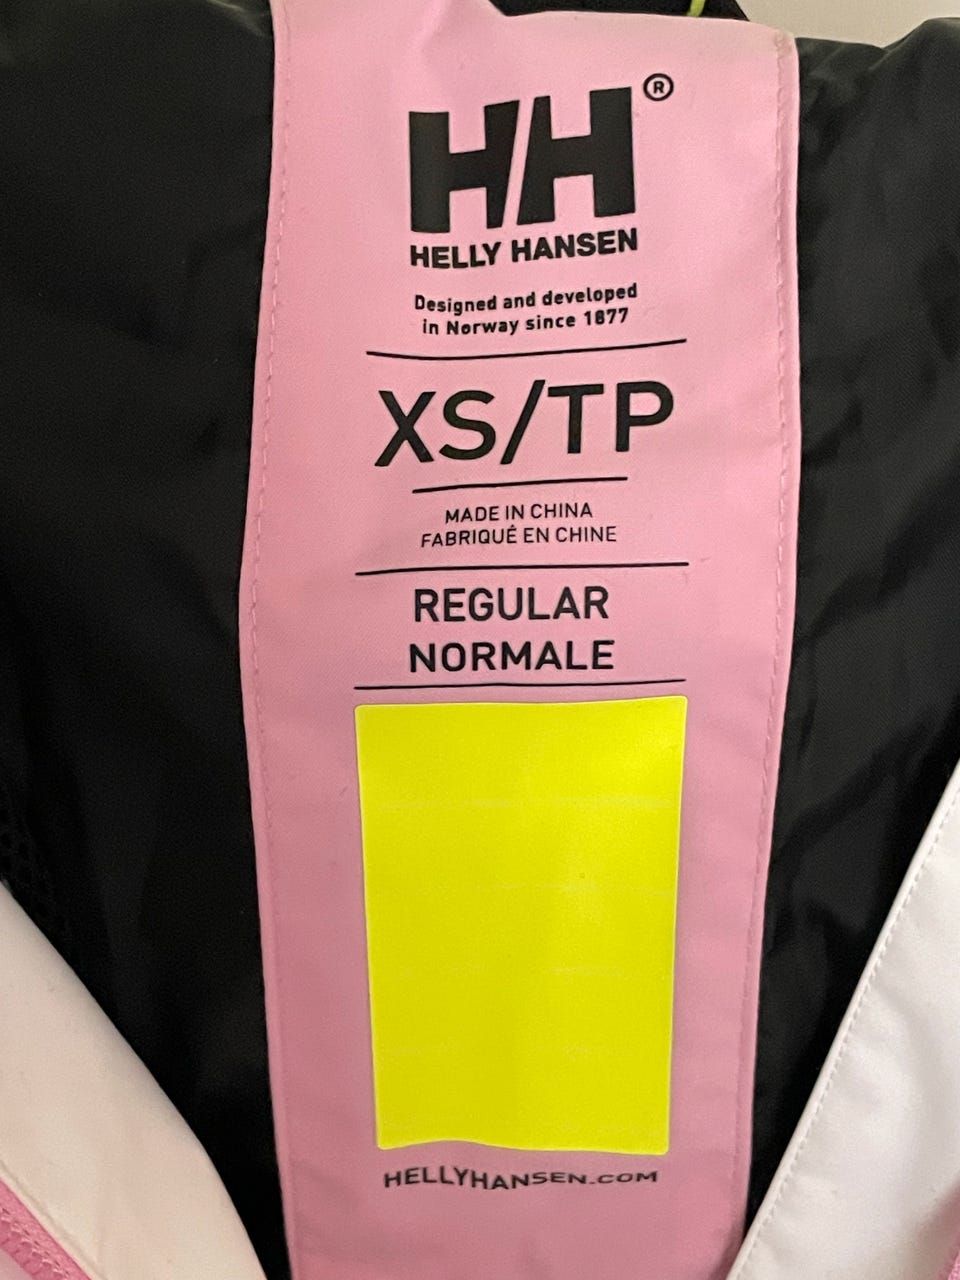 HH®
HELLY HANSEN
Designed and developed
in Norway since 1877
XS/TP
MADE IN CHINA
FABRIQUÉ EN CHINE
REGULAR
NORMALE
HELLYHANSEN.COM